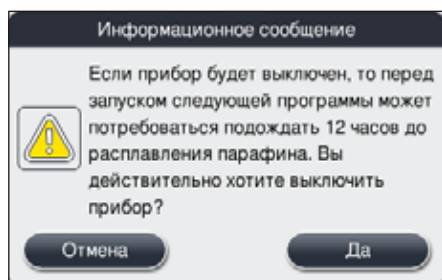 Информационное сообщение
Если прибор будет выключен, то перед
запуском следующей программы может
потребоваться подождать 12 часов до
расплавления парафина. Вы
действительно хотите выключить
прибор?
Отмена
Да